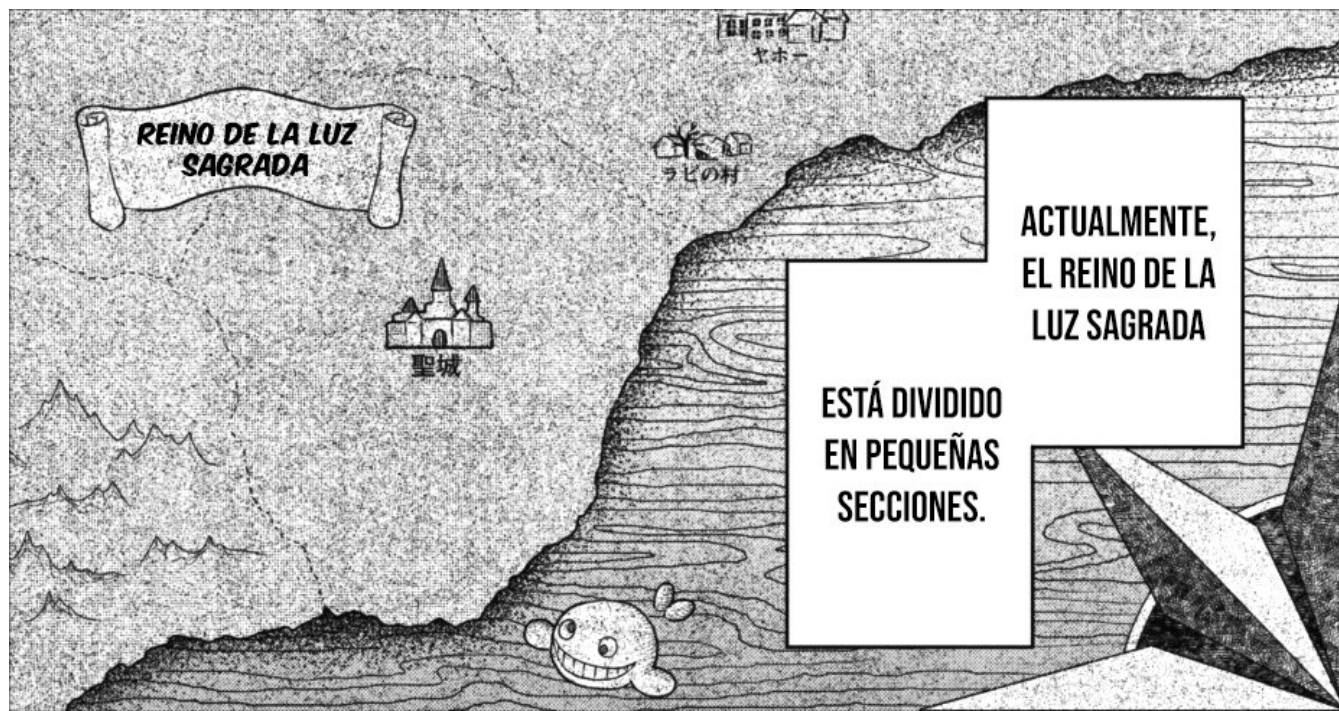 ヤホー
REINO DE LA LUZ
SAGRADA
ラビの村
聖城
ACTUALMENTE,
EL REINO DE LA
LUZ SAGRADA
ESTÁ DIVIDIDO
EN PEQUEÑAS
SECCIONES.